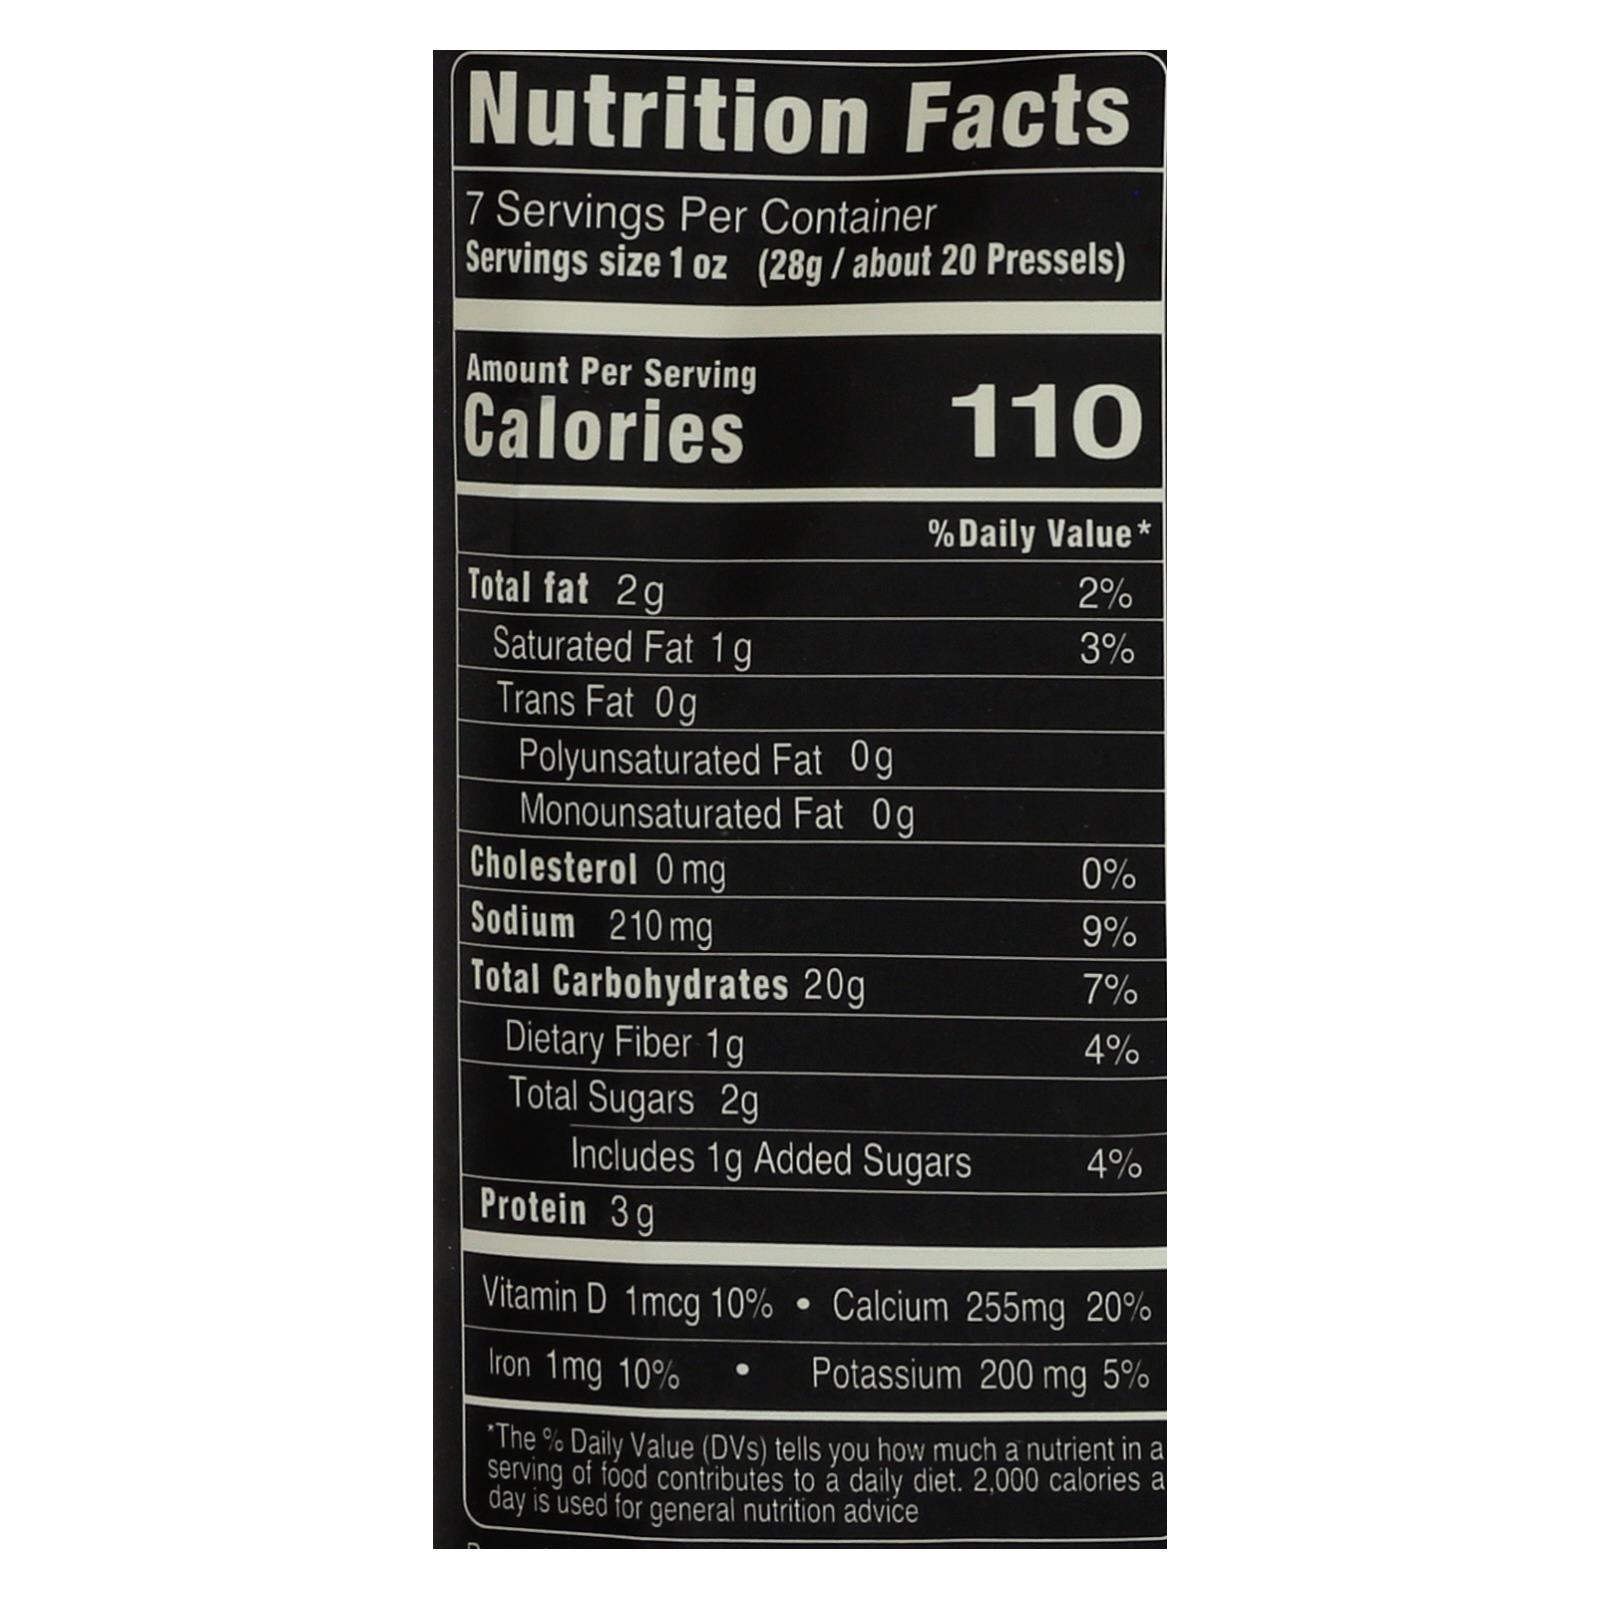 Nutrition Facts
7 Servings Per Container
Servings size 1 oz (28g / about 20 Pressels)
Amount Per Serving
Calories 110
% Daily Value*
Total fat 2g 2%
Saturated Fat 1g 3%
Trans Fat 0g
Polyunsaturated Fat 0g
Monounsaturated Fat 0g
Cholesterol 0 mg 0%
Sodium 210 mg 9%
Total Carbohydrates 20g 7%
Dietary Fiber 1g 4%
Total Sugars 2g
Includes 1g Added Sugars 4%
Protein 3g
Vitamin D 1mcg 10% • Calcium 255mg 20%
Iron 1mg 10% • Potassium 200 mg 5%
*The % Daily Value (DVs) tells you how much a nutrient in a
serving of food contributes to a daily diet. 2,000 calories a
day is used for general nutrition advice